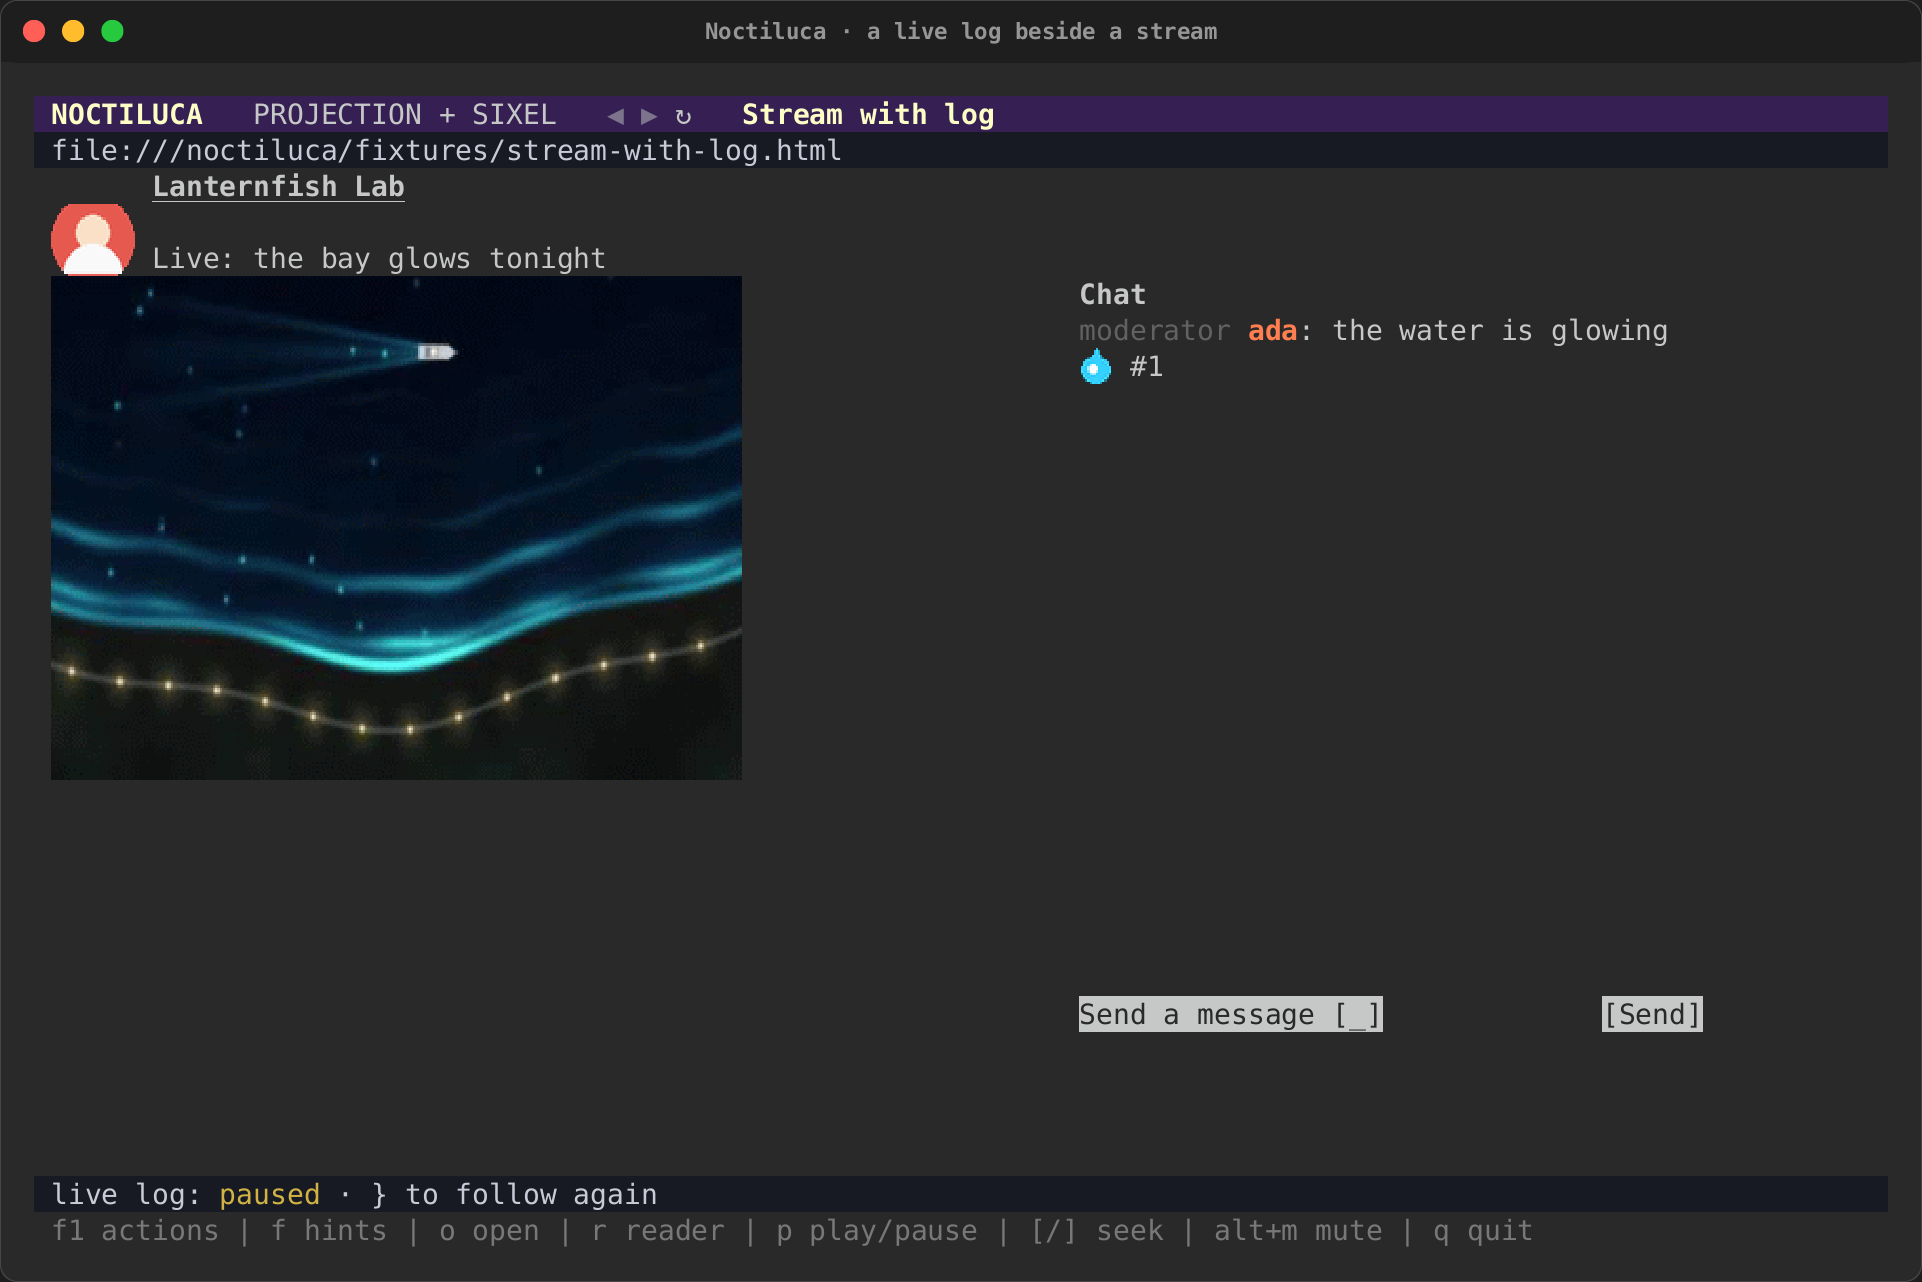 Noctiluca · a live log beside a stream
NOCTILUCA PROJECTION + SIXEL ◀ ▶ ↻ Stream with log
file:///noctiluca/fixtures/stream-with-log.html
Lanternfish Lab
Live: the bay glows tonight
Chat
moderator ada: the water is glowing
#1
Send a message [_] [Send]
live log: paused · } to follow again
f1 actions | f hints | o open | r reader | p play/pause | [/] seek | alt+m mute | q quit